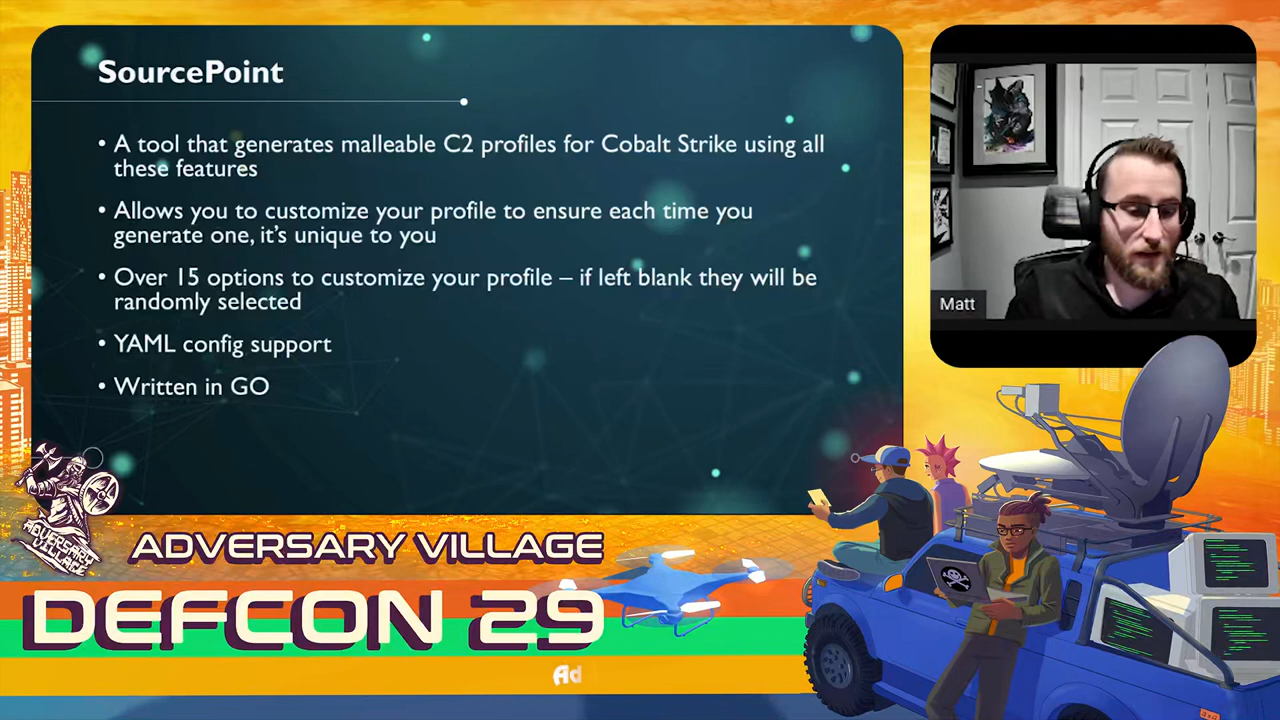 SourcePoint
• A tool that generates malleable C2 profiles for Cobalt Strike using all
these features
• Allows you to customize your profile to ensure each time you
generate one, it's unique to you
• Over 15 options to customize your profile – if left blank they will be
randomly selected
• YAML config support
• Written in GO
Matt
ADVERSARY
VILLAGE
ADVERSARY VILLAGE
DEFCON 29
Ad